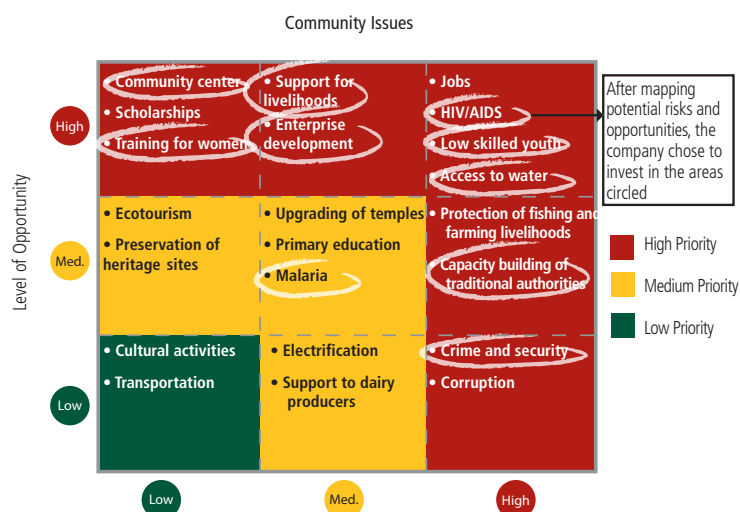 Community Issues
Level of Opportunity
High
• Community center
• Scholarships
• Training for women
• Support for
livelihoods
• Enterprise
development
• Jobs
• HIV/AIDS
• Low skilled youth
• Access to water
After mapping
potential risks and
opportunities, the
company chose to
invest in the areas
circled
Med.
• Ecotourism
• Preservation of
heritage sites
• Upgrading of temples
• Primary education
• Malaria
• Protection of fishing and
farming livelihoods
• Capacity building of
traditional authorities
High Priority
Medium Priority
Low Priority
Low
• Cultural activities
• Transportation
• Electrification
• Support to dairy
producers
• Crime and security
• Corruption
Low
Med.
High